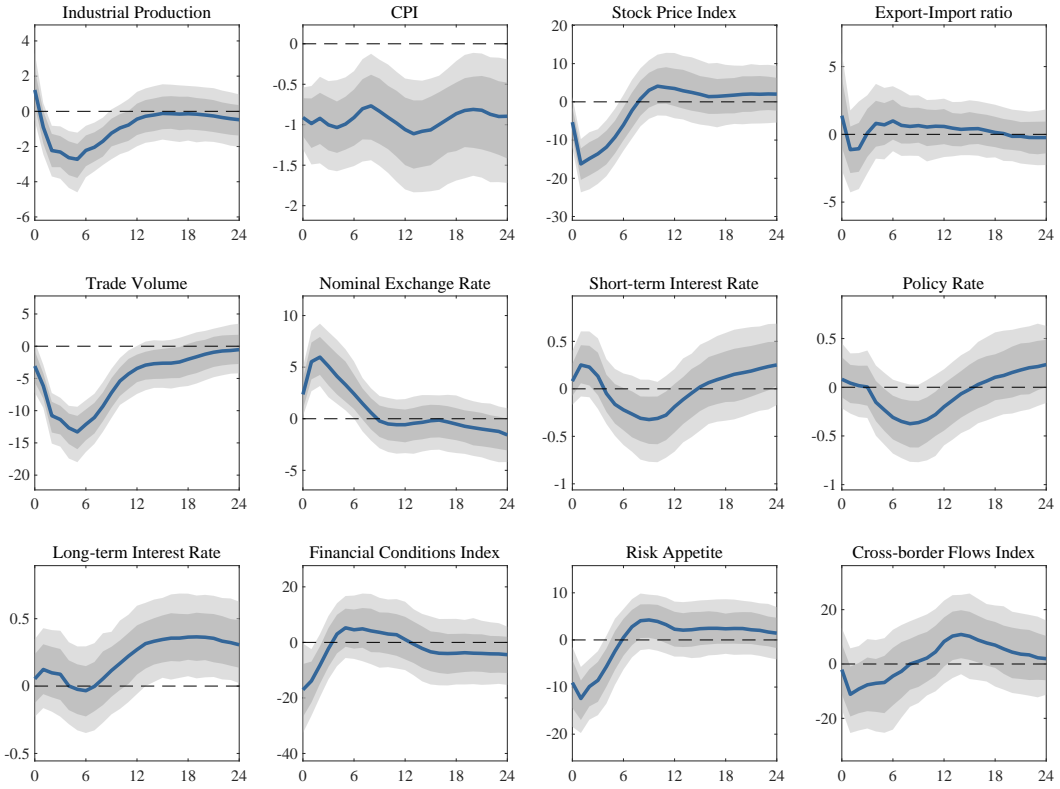 Industrial Production
4
2
0
-2
-4
-6
0 6 12 18 24
CPI
0
-0.5
-1
-1.5
-2
0 6 12 18 24
Stock Price Index
20
10
0
-10
-20
-30
0 6 12 18 24
Export-Import ratio
5
0
-5
0 6 12 18 24
Trade Volume
5
0
-5
-10
-15
-20
0 6 12 18 24
Nominal Exchange Rate
10
5
0
-5
0 6 12 18 24
Short-term Interest Rate
0.5
0
-0.5
-1
0 6 12 18 24
Policy Rate
0.5
0
-0.5
-1
0 6 12 18 24
Long-term Interest Rate
0.5
0
-0.5
0 6 12 18 24
Financial Conditions Index
20
0
-20
-40
0 6 12 18 24
Risk Appetite
10
0
-10
-20
0 6 12 18 24
Cross-border Flows Index
20
0
-20
0 6 12 18 24